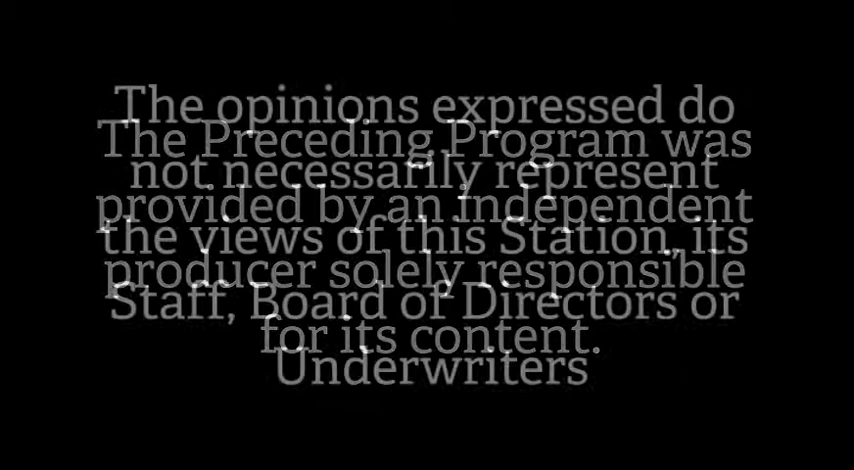 The opinions expressed do
The Preceding Program was
not necessarily represent
provided by an independent
the views of this Station, its
producer solely responsible
Staff, Board of Directors or
for its content.
Underwriters